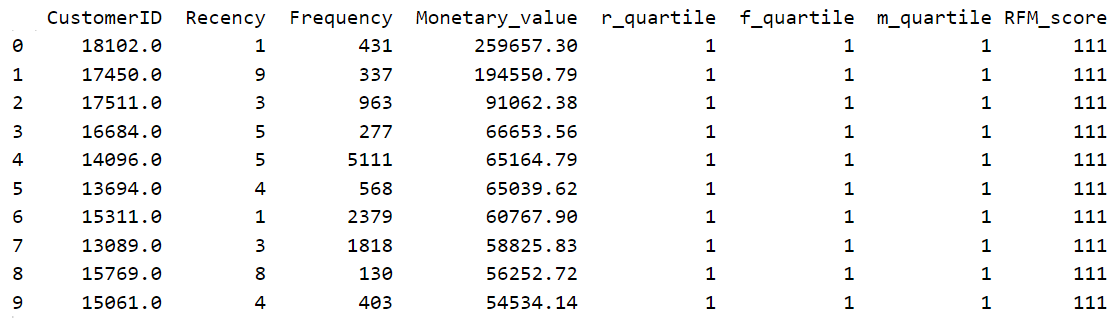 CustomerID Recency Frequency Monetary_value r_quartile f_quartile m_quartile RFM_score
0 18102.0 1 431 259657.30 1 1 1 111
1 17450.0 9 337 194550.79 1 1 1 111
2 17511.0 3 963 91062.38 1 1 1 111
3 16684.0 5 277 66653.56 1 1 1 111
4 14096.0 5 5111 65164.79 1 1 1 111
5 13694.0 4 568 65039.62 1 1 1 111
6 15311.0 1 2379 60767.90 1 1 1 111
7 13089.0 3 1818 58825.83 1 1 1 111
8 15769.0 8 130 56252.72 1 1 1 111
9 15061.0 4 403 54534.14 1 1 1 111